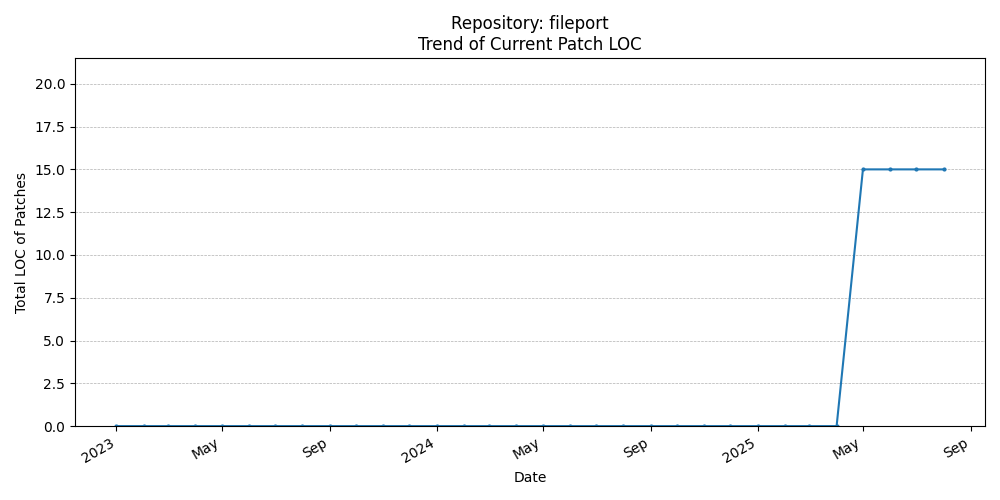 Repository: fileport
Trend of Current Patch LOC
Total LOC of Patches
20.0
17.5
15.0
12.5
10.0
7.5
5.0
2.5
0.0
2023
May
Sep
2024
May
Sep
2025
May
Sep
Date